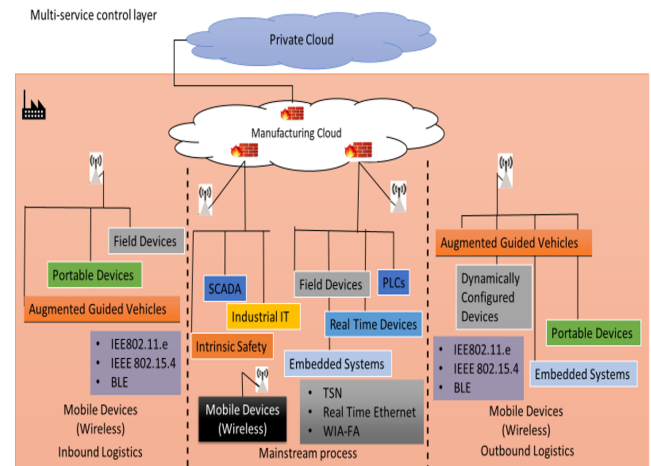 Multi-service control layer
Private Cloud
Manufacturing Cloud
Field Devices
Portable Devices
Augmented Guided Vehicles
• IEE802.11.e
• IEEE 802.15.4
• BLE
Mobile Devices
(Wireless)
Inbound Logistics
SCADA
Industrial IT
Intrinsic Safety
Field Devices
PLCs
Real Time Devices
Embedded Systems
Mobile Devices
(Wireless)
• TSN
• Real Time Ethernet
• WIA-FA
Mainstream process
Augmented Guided Vehicles
Dynamically
Configured
Devices
Portable Devices
Embedded Systems
• IEE802.11.e
• IEEE 802.15.4
• BLE
Mobile Devices
(Wireless)
Outbound Logistics